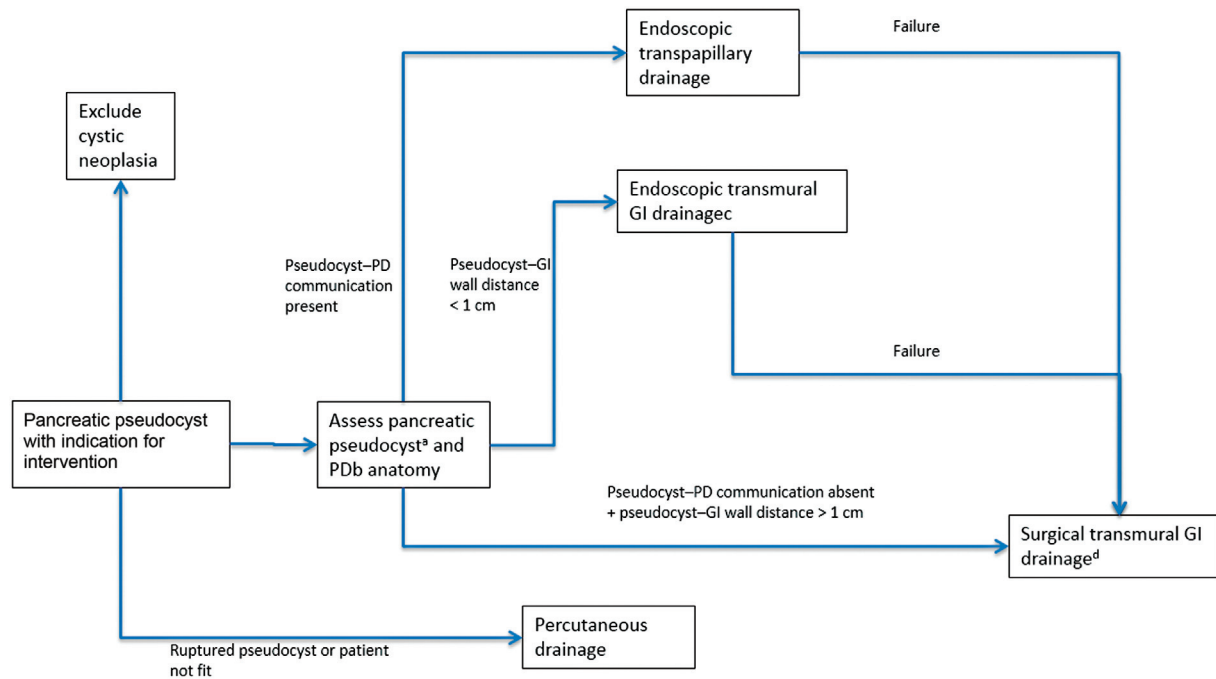 Endoscopic
transpapillary
drainage
Failure
Exclude
cystic
neoplasia
Endoscopic transmural
GI drainagec
Pseudocyst–PD
communication
present
Pseudocyst–GI
wall distance
< 1 cm
Failure
Pancreatic pseudocyst
with indication for
intervention
Assess pancreatic
pseudocystᵃ and
PDb anatomy
Pseudocyst–PD communication absent
+ pseudocyst–GI wall distance > 1 cm
Surgical transmural GI
drainageᵈ
Percutaneous
drainage
Ruptured pseudocyst or patient
not fit